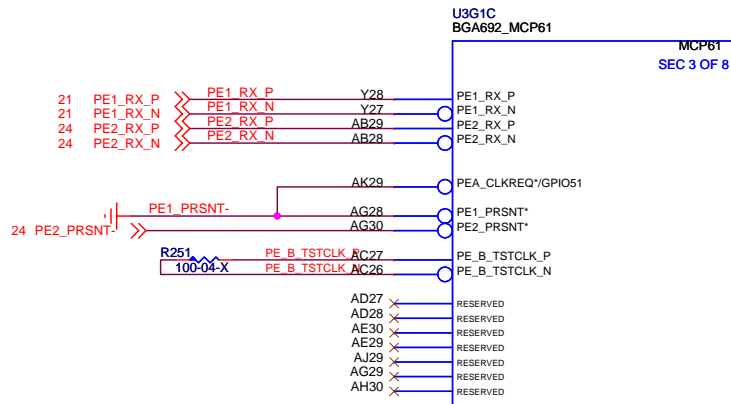 U3G1C
BGA692_MCP61
MCP61
SEC 3 OF 8
21 PE1_RX_P PE1_RX_P Y28 PE1_RX_P
21 PE1_RX_N PE1_RX_N Y27 PE1_RX_N
24 PE2_RX_P PE2_RX_P AB29 PE2_RX_P
24 PE2_RX_N PE2_RX_N AB28 PE2_RX_N
AK29 PEA_CLKREQ*/GPIO51
PE1_PRSNT- AG28 PE1_PRSNT*
24 PE2_PRSNT- AG30 PE2_PRSNT*
R251 PE_B_TSTCLK_P AC27 PE_B_TSTCLK_P
100-04-X PE_B_TSTCLK_N AC26 PE_B_TSTCLK_N
AD27 RESERVED
AD28 RESERVED
AE30 RESERVED
AE29 RESERVED
AJ29 RESERVED
AG29 RESERVED
AH30 RESERVED